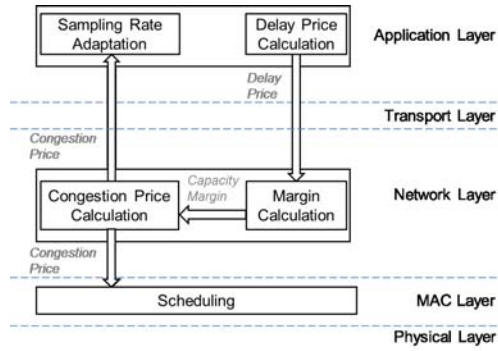 Sampling Rate
Adaptation
Delay Price
Calculation
Application Layer
Delay
Price
Transport Layer
Congestion
Price
Congestion Price
Calculation
Capacity
Margin
Margin
Calculation
Network Layer
Congestion
Price
Scheduling
MAC Layer
Physical Layer